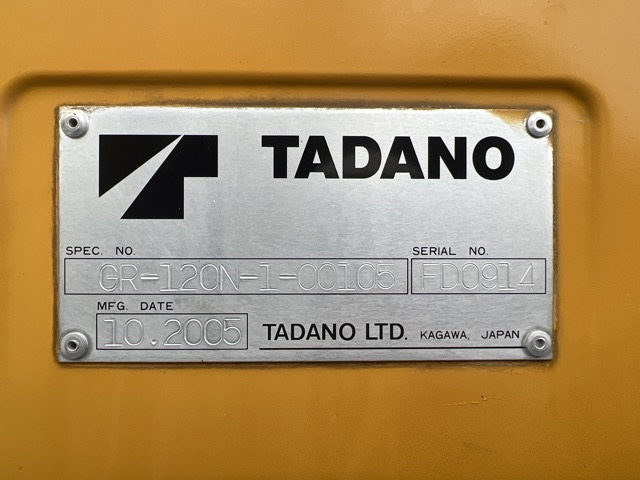 TADANO
SPEC. NO. SERIAL NO.
GR-120N-1-00105 FD0914
MFG. DATE
10.2005 TADANO LTD. KAGAWA, JAPAN